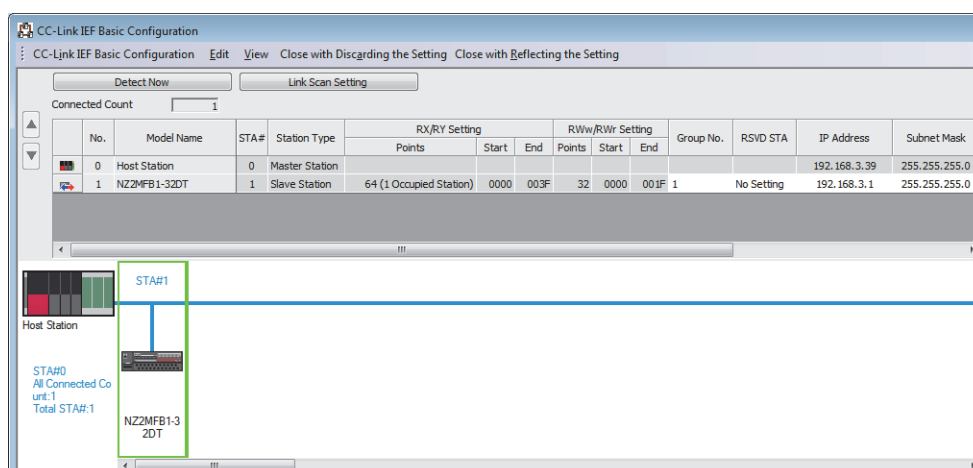 CC-Link IEF Basic Configuration
CC-Link IEF Basic Configuration Edit View Close with Discarding the Setting Close with Reflecting the Setting
Detect Now Link Scan Setting
Connected Count 1
No. Model Name STA# Station Type RX/RY Setting RWw/RWr Setting Group No. RSVD STA IP Address Subnet Mask
Points Start End Points Start End
0 Host Station 0 Master Station 192.168.3.39 255.255.255.0
1 NZ2MFB1-32DT 1 Slave Station 64 (1 Occupied Station) 0000 003F 32 0000 001F 1 No Setting 192.168.3.1 255.255.255.0
STA#1
Host Station
STA#0
All Connected Co
unt:1
Total STA#:1
NZ2MFB1-3
2DT